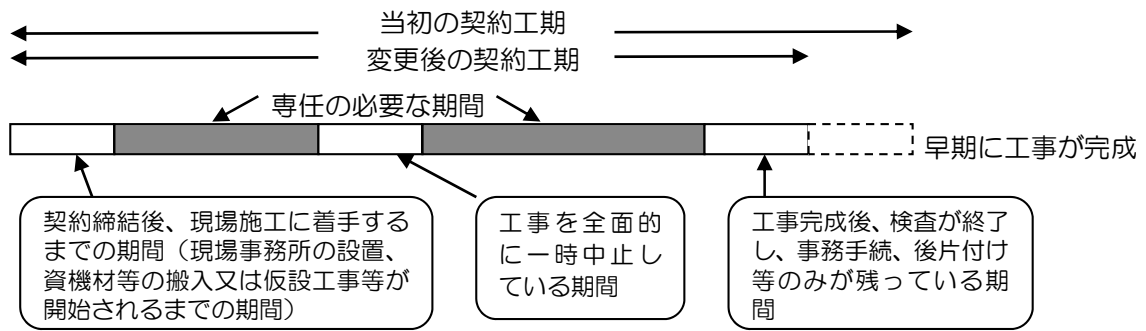 当初の契約工期
変更後の契約工期
専任の必要な期間
早期に工事が完成
契約締結後、現場施工に着手する
までの期間（現場事務所の設置、
資機材等の搬入又は仮設工事等が
開始されるまでの期間）
工事を全面的
に一時中止し
ている期間
工事完成後、検査が終了
し、事務手続、後片付け
等のみが残っている期
間